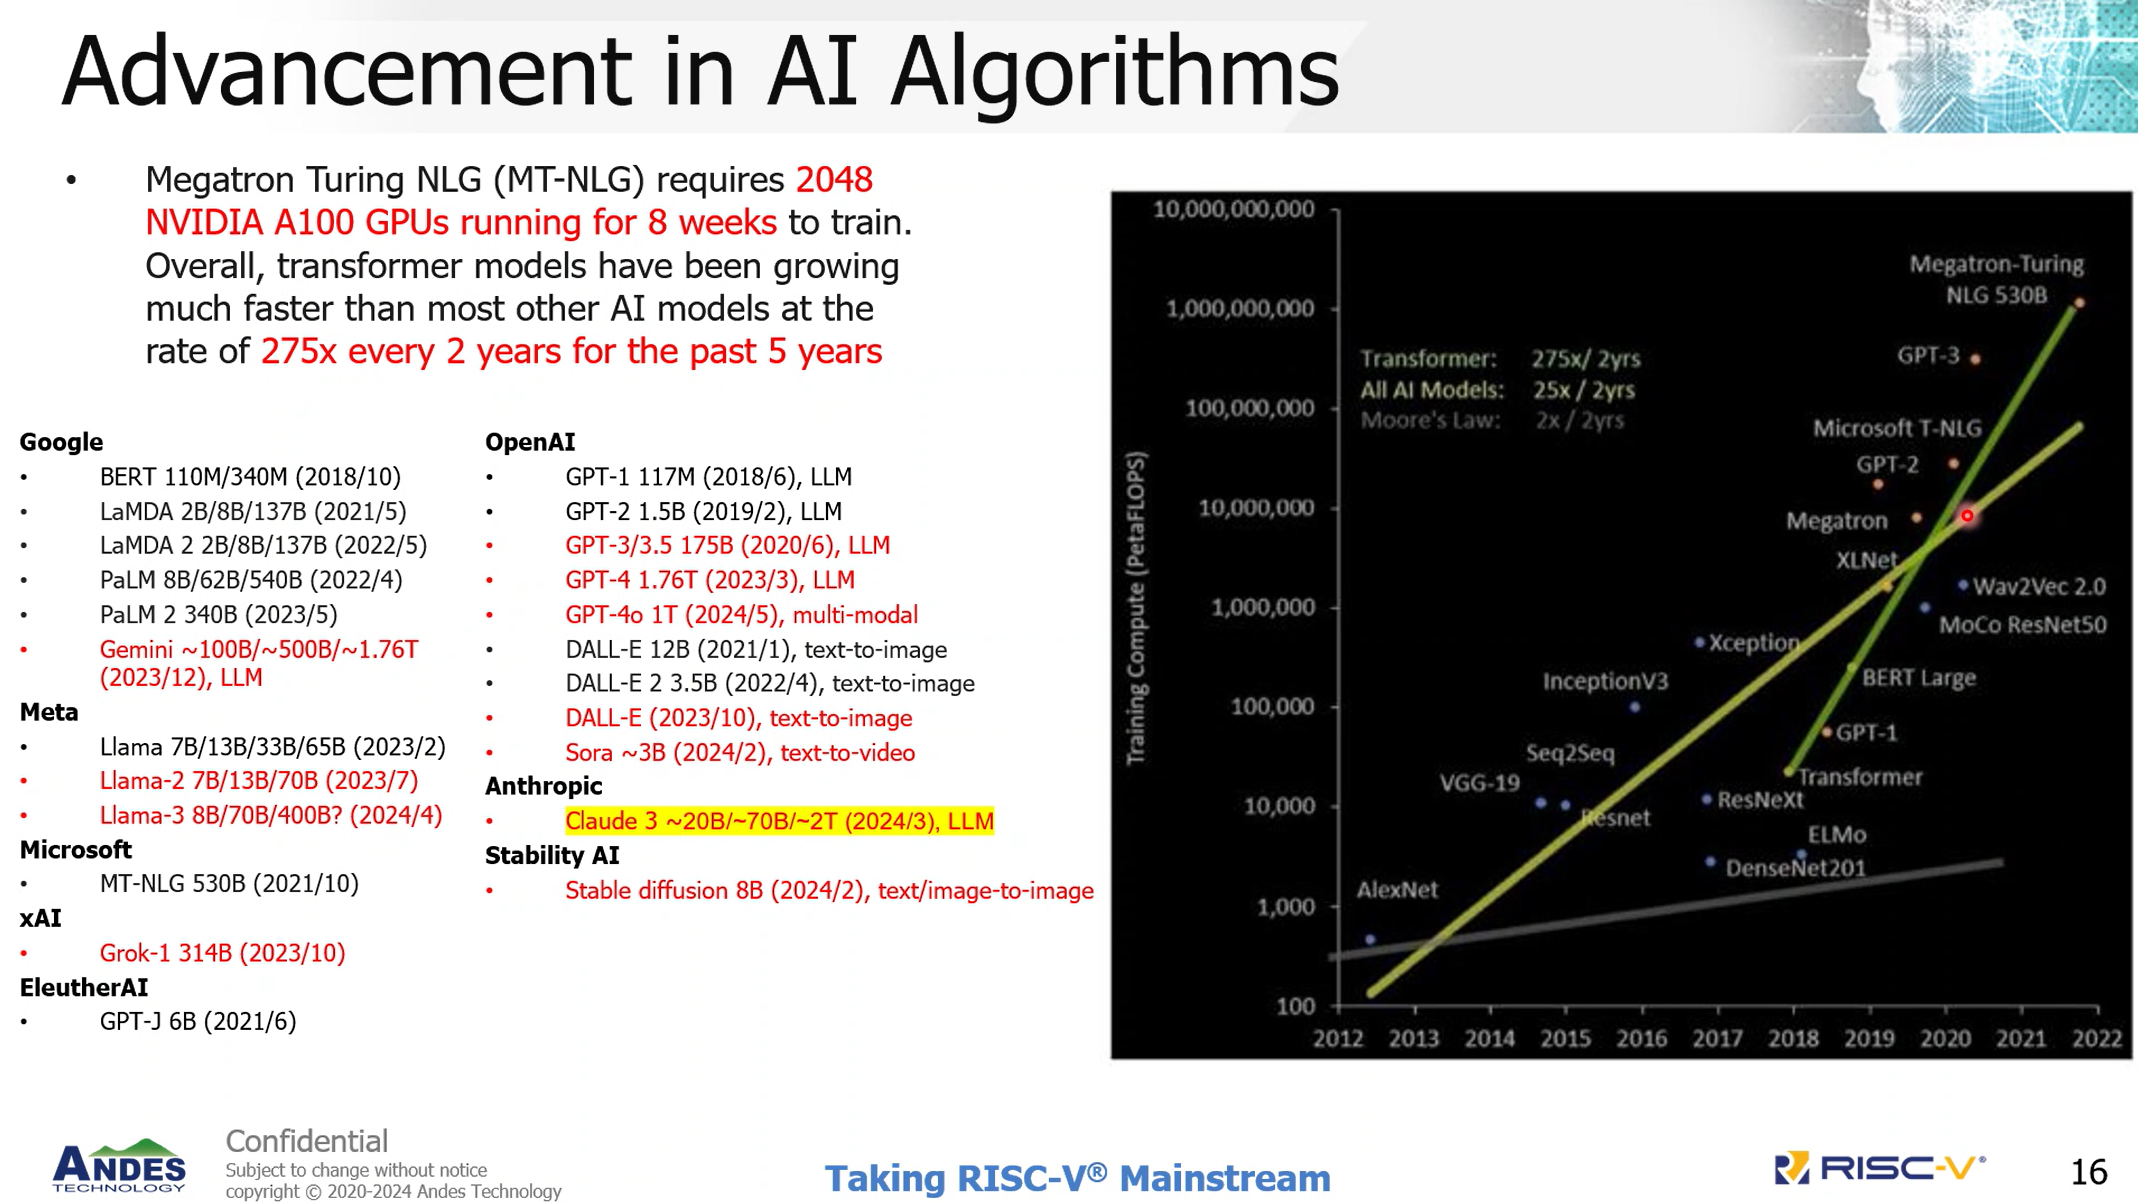 Advancement in AI Algorithms
• Megatron Turing NLG (MT-NLG) requires 2048
NVIDIA A100 GPUs running for 8 weeks to train.
Overall, transformer models have been growing
much faster than most other AI models at the
rate of 275x every 2 years for the past 5 years
Google
• BERT 110M/340M (2018/10)
• LaMDA 2B/8B/137B (2021/5)
• LaMDA 2 2B/8B/137B (2022/5)
• PaLM 8B/62B/540B (2022/4)
• PaLM 2 340B (2023/5)
• Gemini ~100B/~500B/~1.76T
(2023/12), LLM
Meta
• Llama 7B/13B/33B/65B (2023/2)
• Llama-2 7B/13B/70B (2023/7)
• Llama-3 8B/70B/400B? (2024/4)
Microsoft
• MT-NLG 530B (2021/10)
xAI
• Grok-1 314B (2023/10)
EleutherAI
• GPT-J 6B (2021/6)
OpenAI
• GPT-1 117M (2018/6), LLM
• GPT-2 1.5B (2019/2), LLM
• GPT-3/3.5 175B (2020/6), LLM
• GPT-4 1.76T (2023/3), LLM
• GPT-4o 1T (2024/5), multi-modal
• DALL-E 12B (2021/1), text-to-image
• DALL-E 2 3.5B (2022/4), text-to-image
• DALL-E (2023/10), text-to-image
• Sora ~3B (2024/2), text-to-video
Anthropic
• Claude 3 ~20B/~70B/~2T (2024/3), LLM
Stability AI
• Stable diffusion 8B (2024/2), text/image-to-image
Training Compute (PetaFLOPS)
10,000,000,000
1,000,000,000
100,000,000
10,000,000
1,000,000
100,000
10,000
1,000
100
Transformer: 275x/ 2yrs
All AI Models: 25x / 2yrs
Moore's Law: 2x / 2yrs
Megatron-Turing
NLG 530B
GPT-3
Microsoft T-NLG
GPT-2
Megatron
XLNet
Wav2Vec 2.0
MoCo ResNet50
Xception
InceptionV3
BERT Large
GPT-1
Seq2Seq
Transformer
VGG-19
ResNeXt
Resnet
ELMo
DenseNet201
AlexNet
2012 2013 2014 2015 2016 2017 2018 2019 2020 2021 2022
ANDES
TECHNOLOGY
Confidential
Subject to change without notice
copyright © 2020-2024 Andes Technology
Taking RISC-V® Mainstream
RISC-V®
16